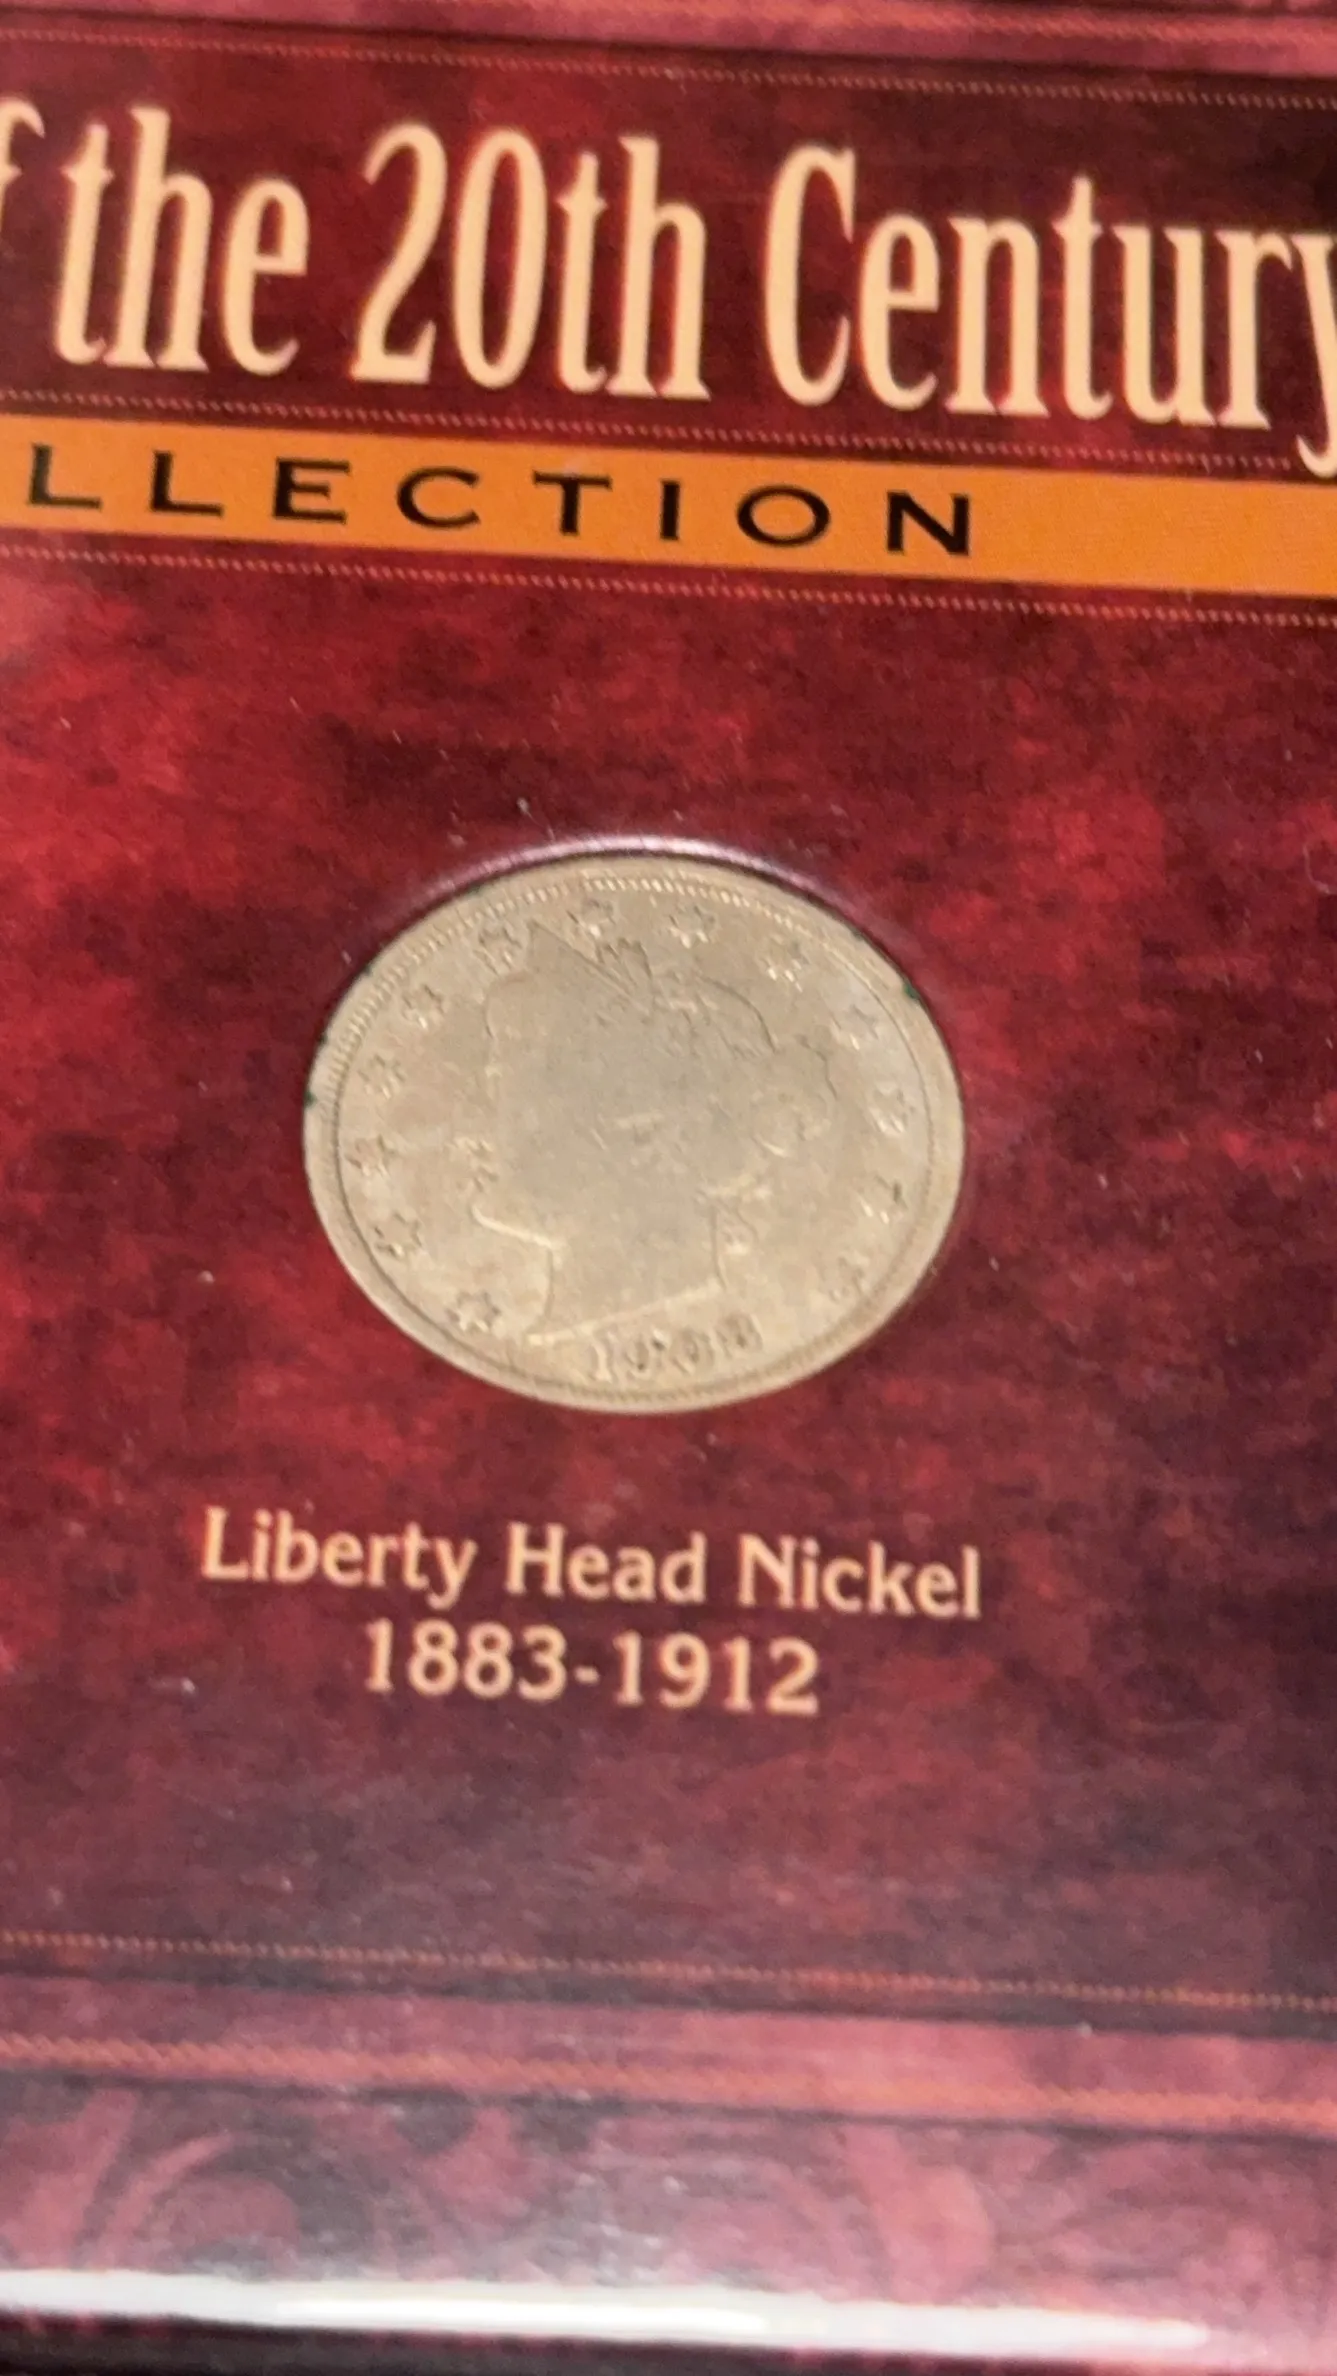 f the 20th Century
LLECTION
Liberty Head Nickel
1883-1912